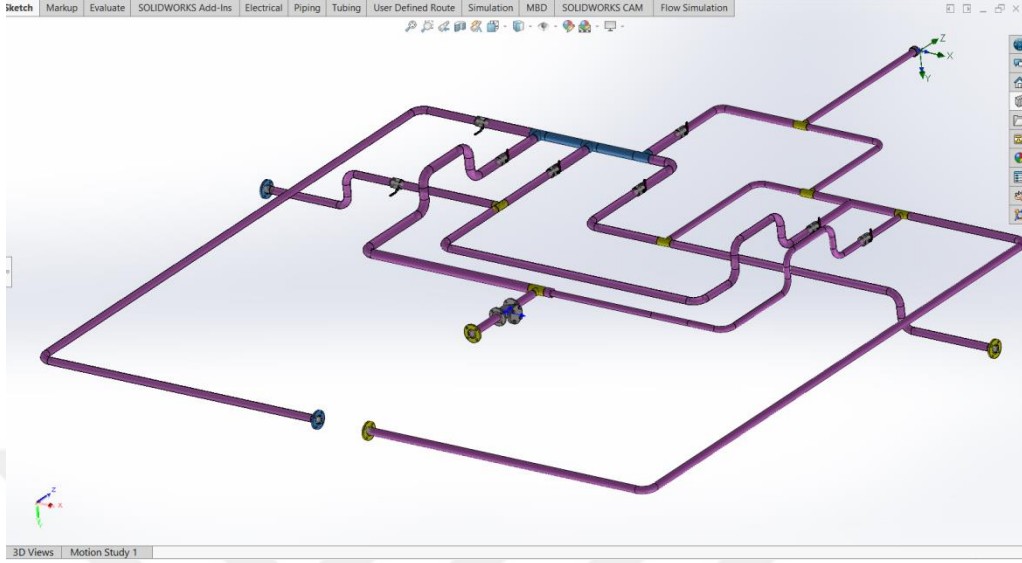 Sketch Markup Evaluate SOLIDWORKS Add-Ins Electrical Piping Tubing User Defined Route Simulation MBD SOLIDWORKS CAM Flow Simulation
Z
X
Y
Z
X
Y
3D Views Motion Study 1